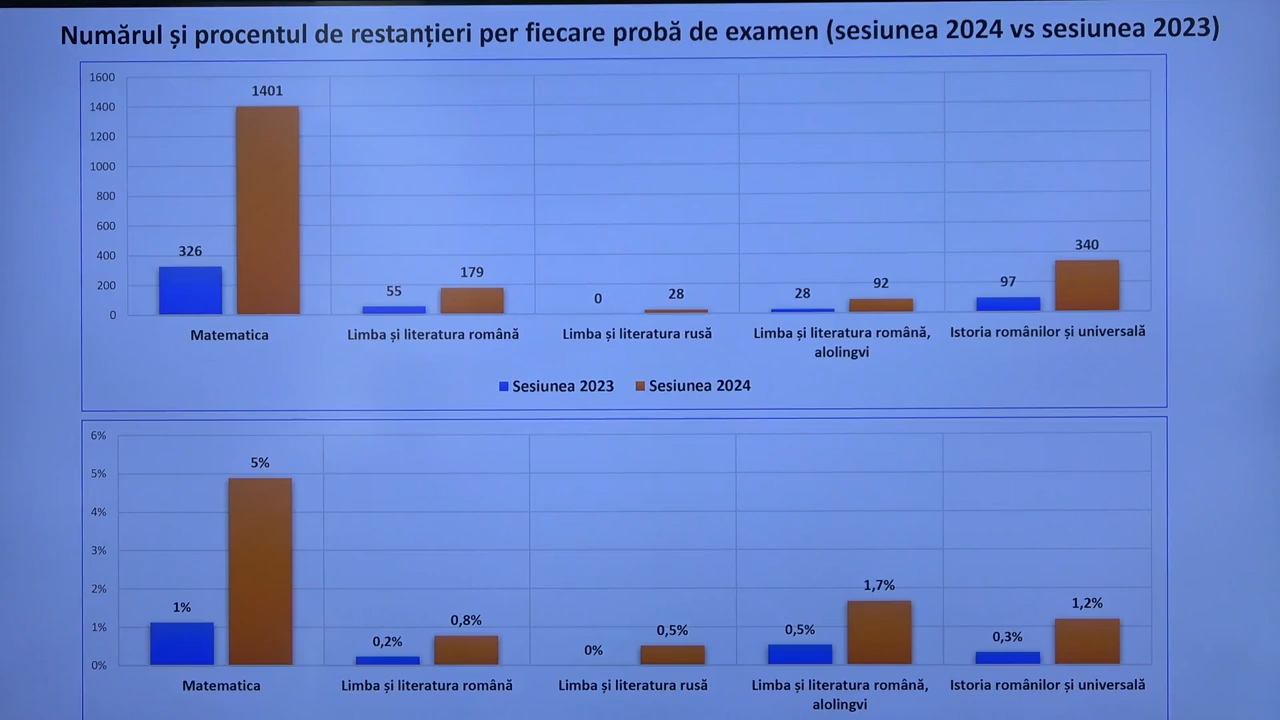 Numărul și procentul de restanțieri per fiecare probă de examen (sesiunea 2024 vs sesiunea 2023)
1600
1400
1200
1000
800
600
400
200
0
326
1401
55
179
0
28
28
92
97
340
Matematica
Limba și literatura română
Limba și literatura rusă
Limba și literatura română,
alolingvi
Istoria românilor și universală
Sesiunea 2023
Sesiunea 2024
6%
5%
4%
3%
2%
1%
0%
1%
5%
0,2%
0,8%
0%
0,5%
0,5%
1,7%
0,3%
1,2%
Matematica
Limba și literatura română
Limba și literatura rusă
Limba și literatura română,
alolingvi
Istoria românilor și universală